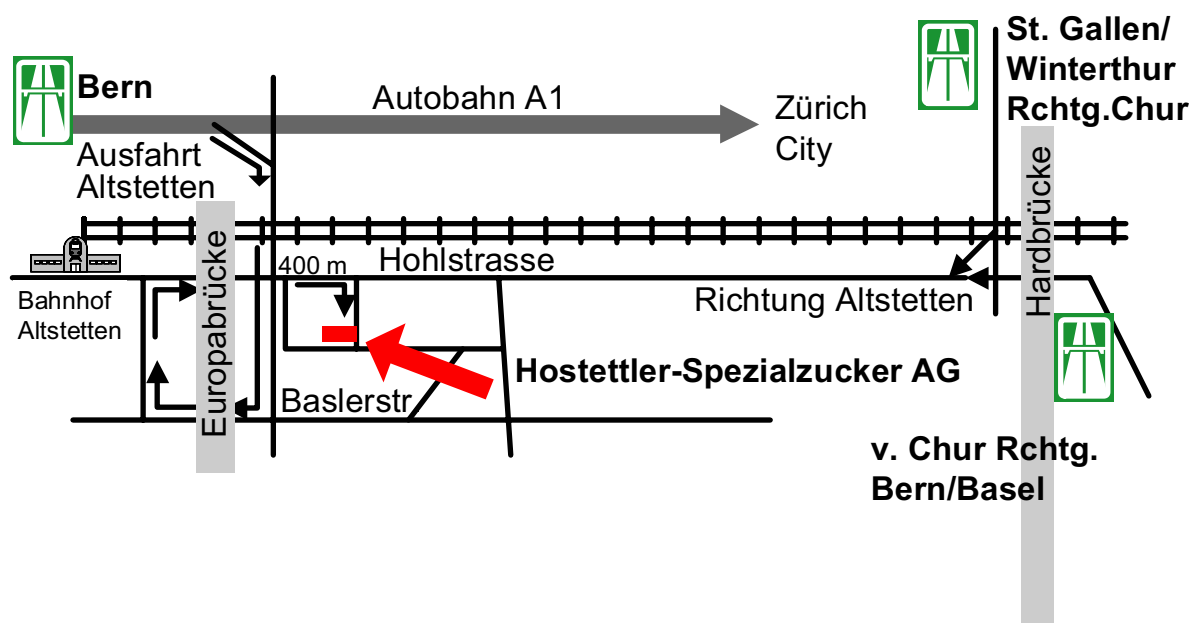 St. Gallen/
Winterthur
Rchtg.Chur
Bern
Autobahn A1
Zürich
City
Ausfahrt
Altstetten
Hardbrücke
Europabrücke
400 m
Hohlstrasse
Bahnhof
Altstetten
Richtung Altstetten
Hostettler-Spezialzucker AG
Baslerstr
v. Chur Rchtg.
Bern/Basel